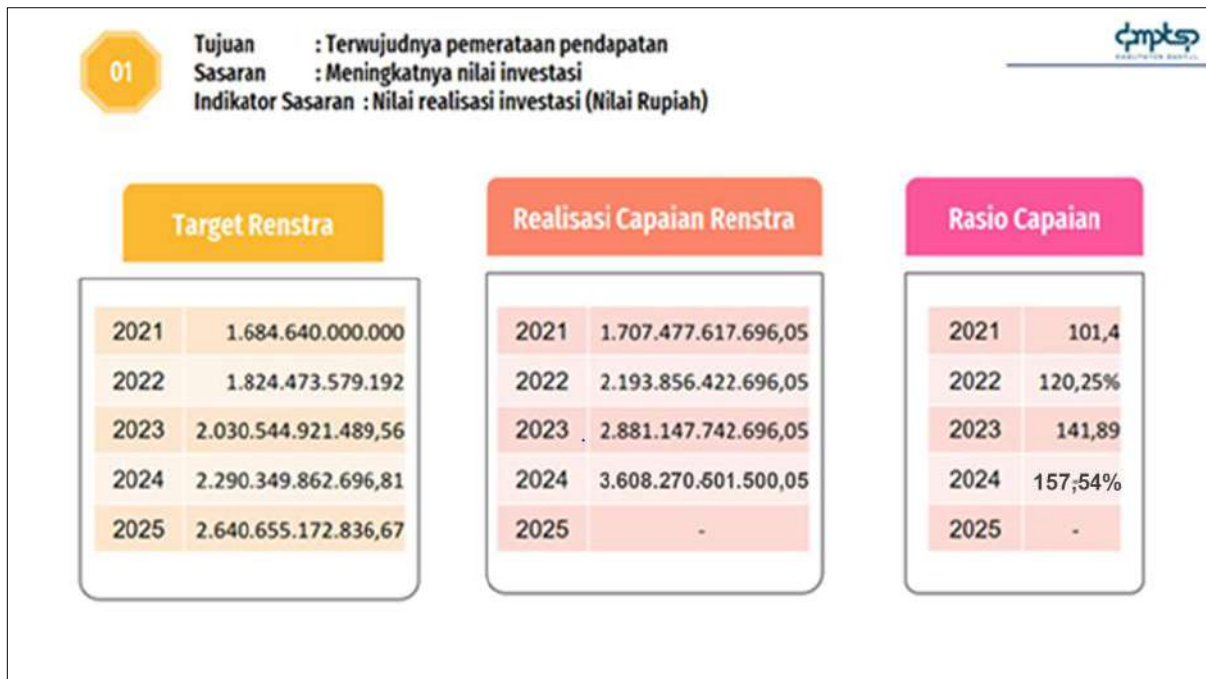 01
Tujuan : Terwujudnya pemerataan pendapatan
Sasaran : Meningkatnya nilai investasi
Indikator Sasaran : Nilai realisasi investasi (Nilai Rupiah)
dmptsp
KABUPATEN BANTUL
Target Renstra
2021 1.684.640.000.000
2022 1.824.473.579.192
2023 2.030.544.921.489,56
2024 2.290.349.862.696,81
2025 2.640.655.172.836,67
Realisasi Capaian Renstra
2021 1.707.477.617.696,05
2022 2.193.856.422.696,05
2023 2.881.147.742.696,05
2024 3.608.270.501.500,05
2025 -
Rasio Capaian
2021 101,4
2022 120,25%
2023 141,89
2024 157,54%
2025 -